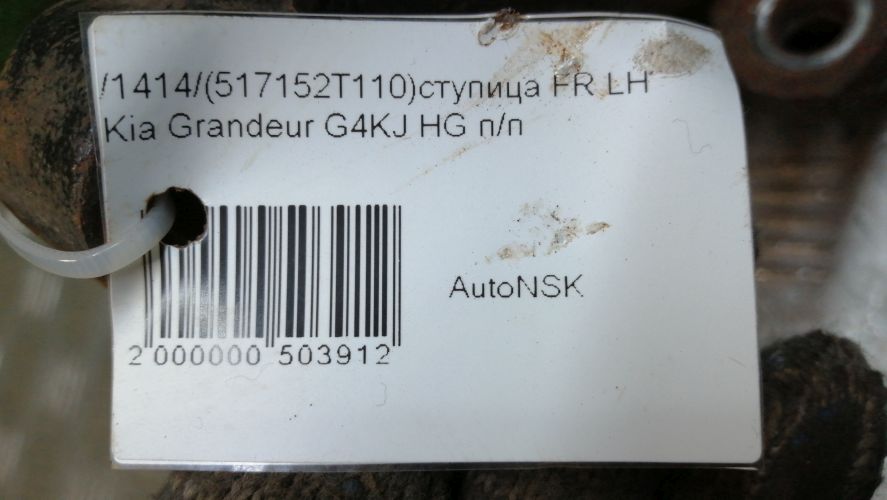 /1414/(517152T110)ступица FR LH
Kia Grandeur G4KJ HG п/п
AutoNSK
2 000000 503912